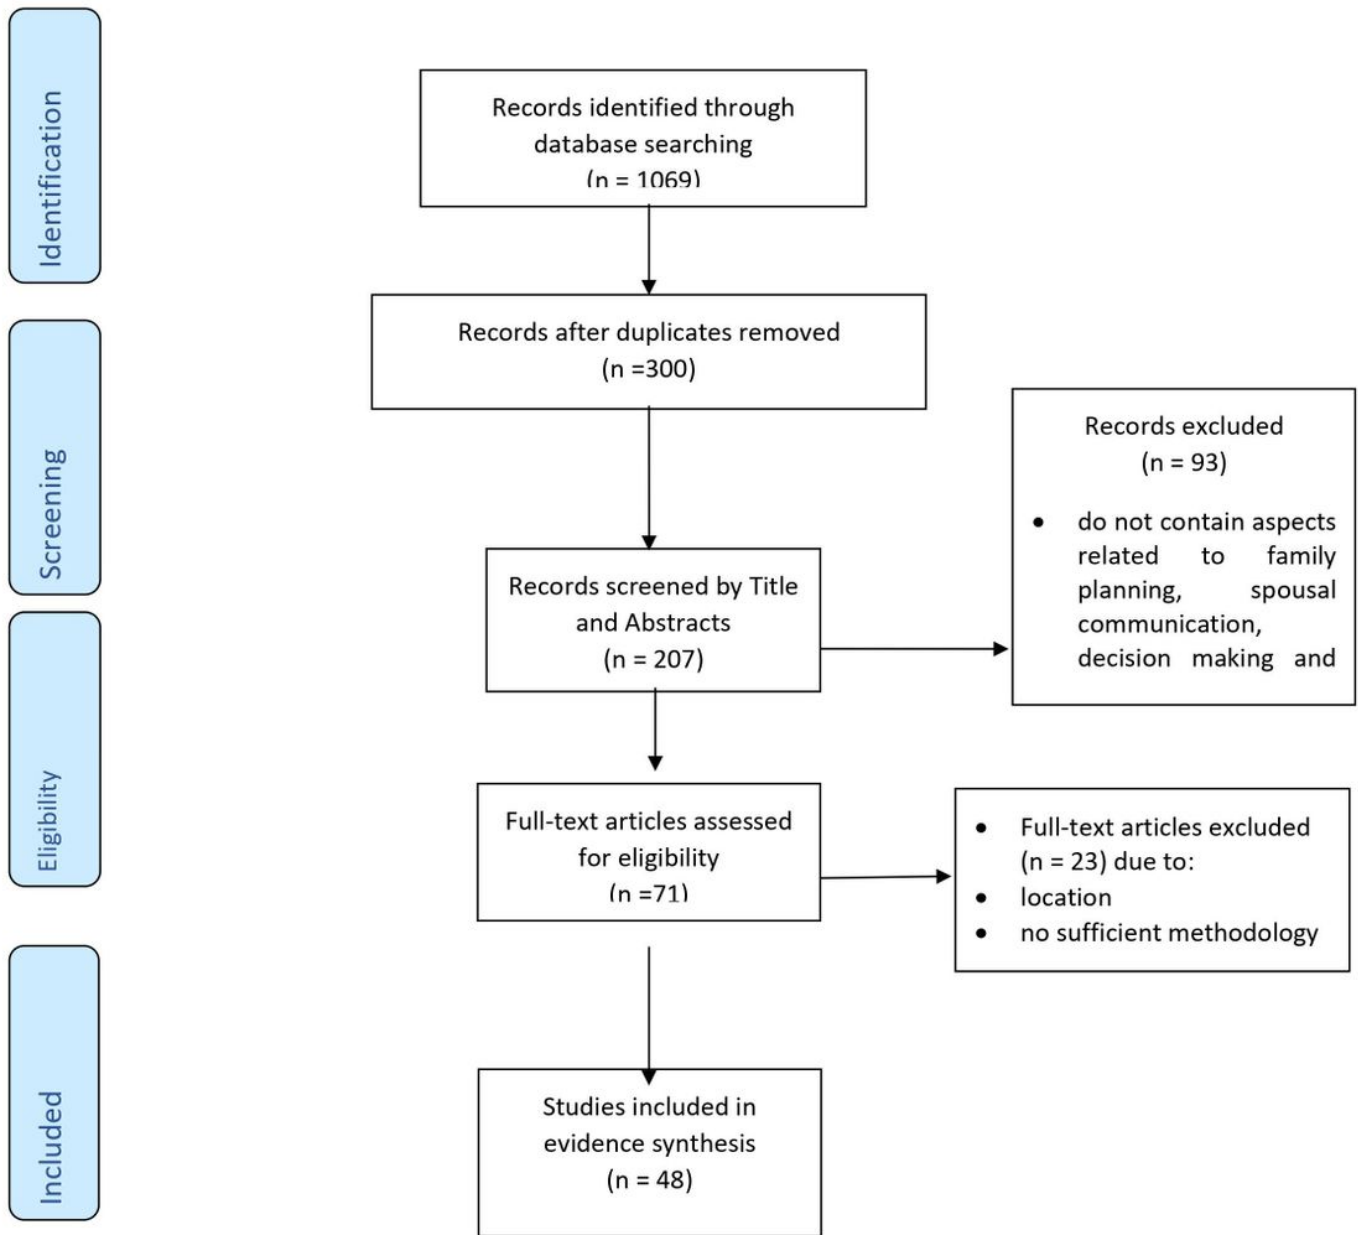 Identification
Records identified through
database searching
(n = 1069)
Records after duplicates removed
(n =300)
Screening
Records excluded
(n = 93)
• do not contain aspects
related to family
planning, spousal
communication,
decision making and
Records screened by Title
and Abstracts
(n = 207)
Eligibility
Full-text articles assessed
for eligibility
(n =71)
• Full-text articles excluded
(n = 23) due to:
• location
• no sufficient methodology
Included
Studies included in
evidence synthesis
(n = 48)